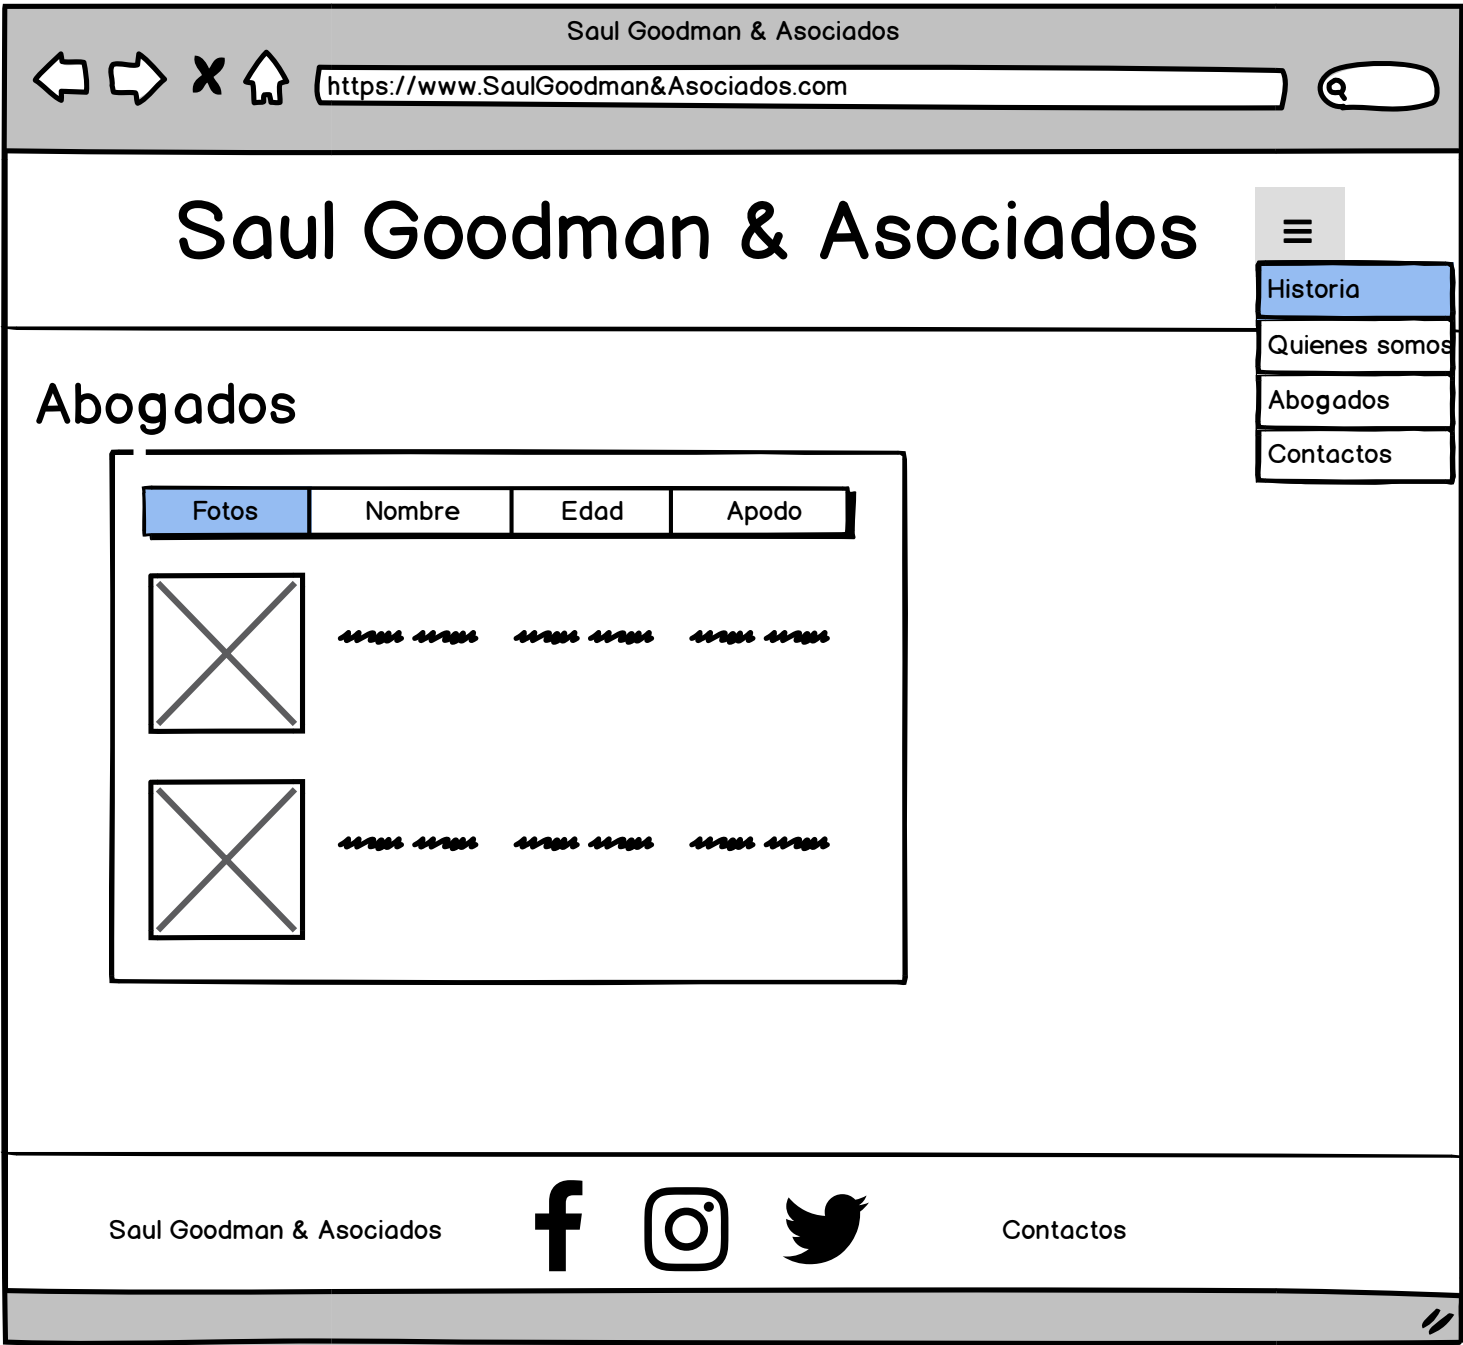 Saul Goodman & Asociados
https://www.SaulGoodman&Asociados.com
Saul Goodman & Asociados
Historia
Quienes somos
Abogados
Contactos
Abogados
Fotos Nombre Edad Apodo
Saul Goodman & Asociados Contactos